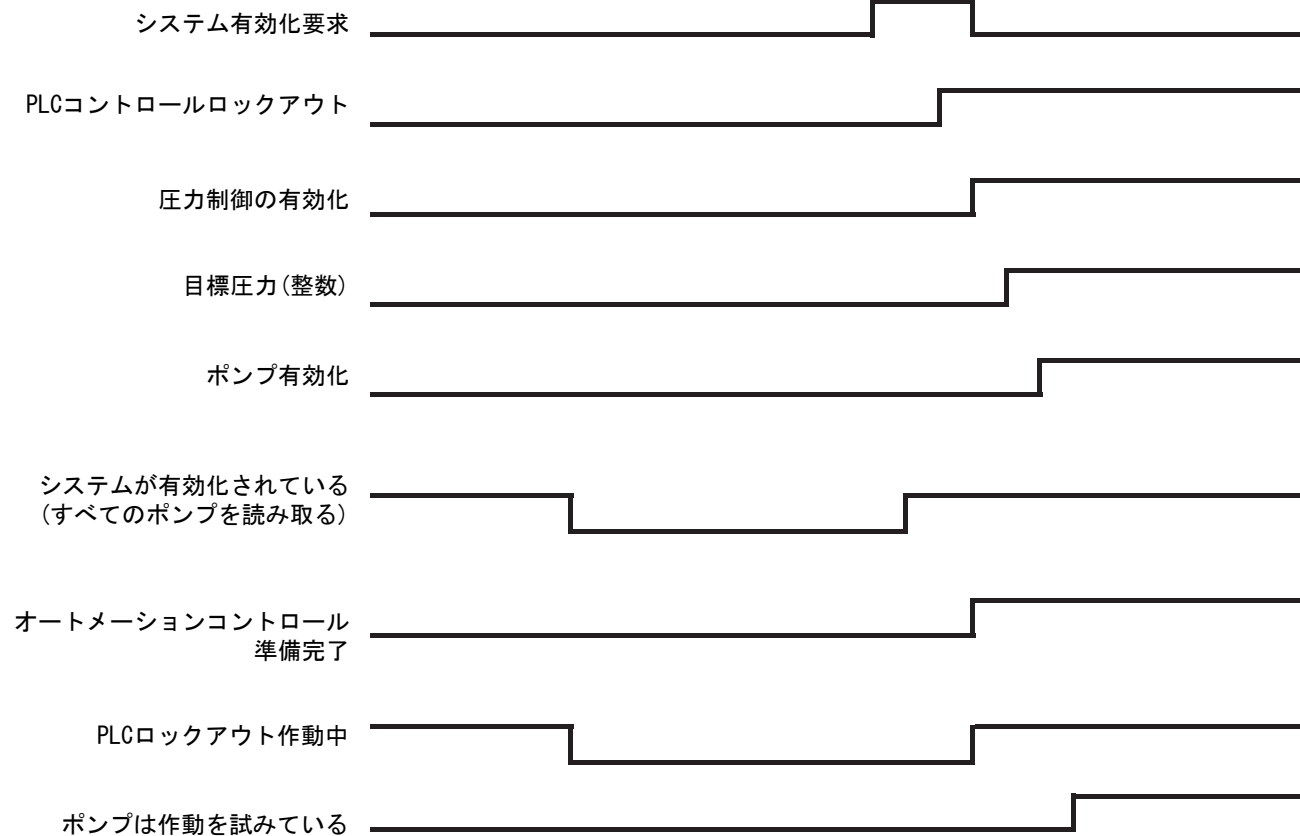 システム有効化要求
PLCコントロールロックアウト
圧力制御の有効化
目標圧力(整数)
ポンプ有効化
システムが有効化されている
(すべてのポンプを読み取る)
オートメーションコントロール
準備完了
PLCロックアウト作動中
ポンプは作動を試みている